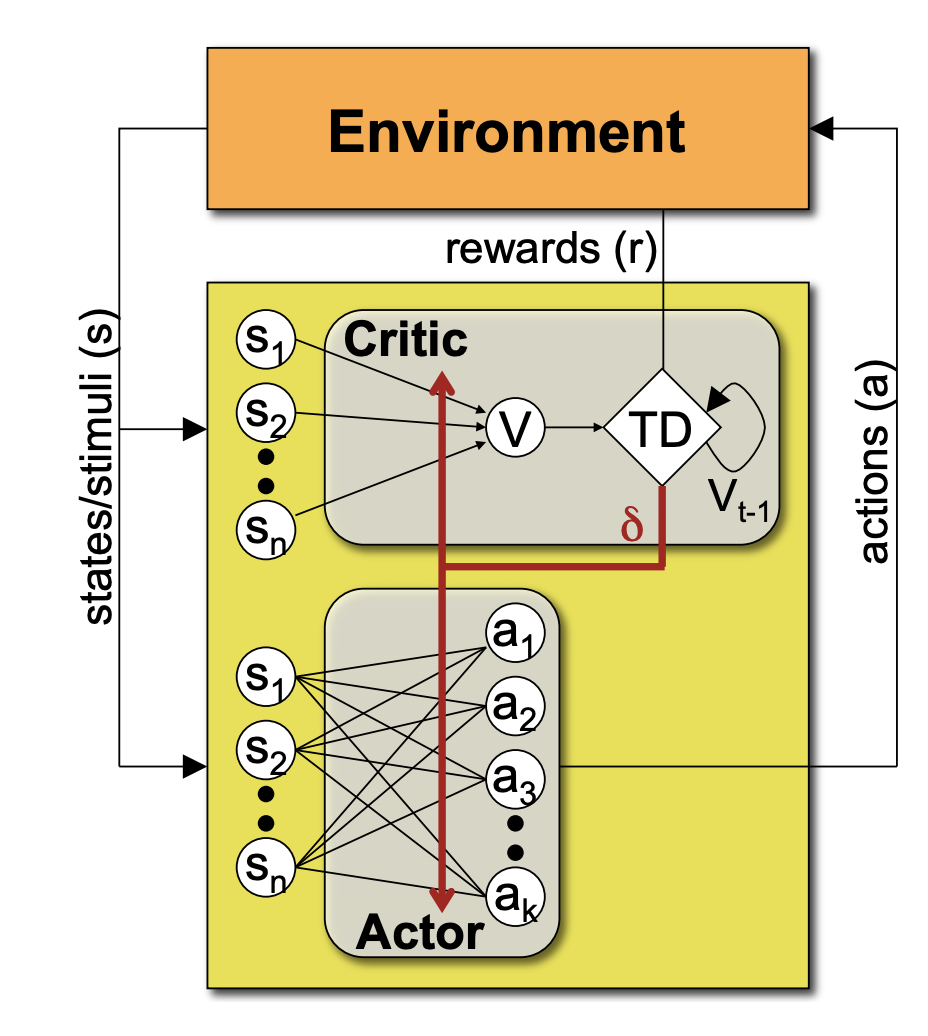 Environment
rewards (r)
states/stimuli (s)
actions (a)
Critic
s1
s2
sn
V
TD
Vt-1
δ
s1
s2
sn
a1
a2
a3
ak
Actor